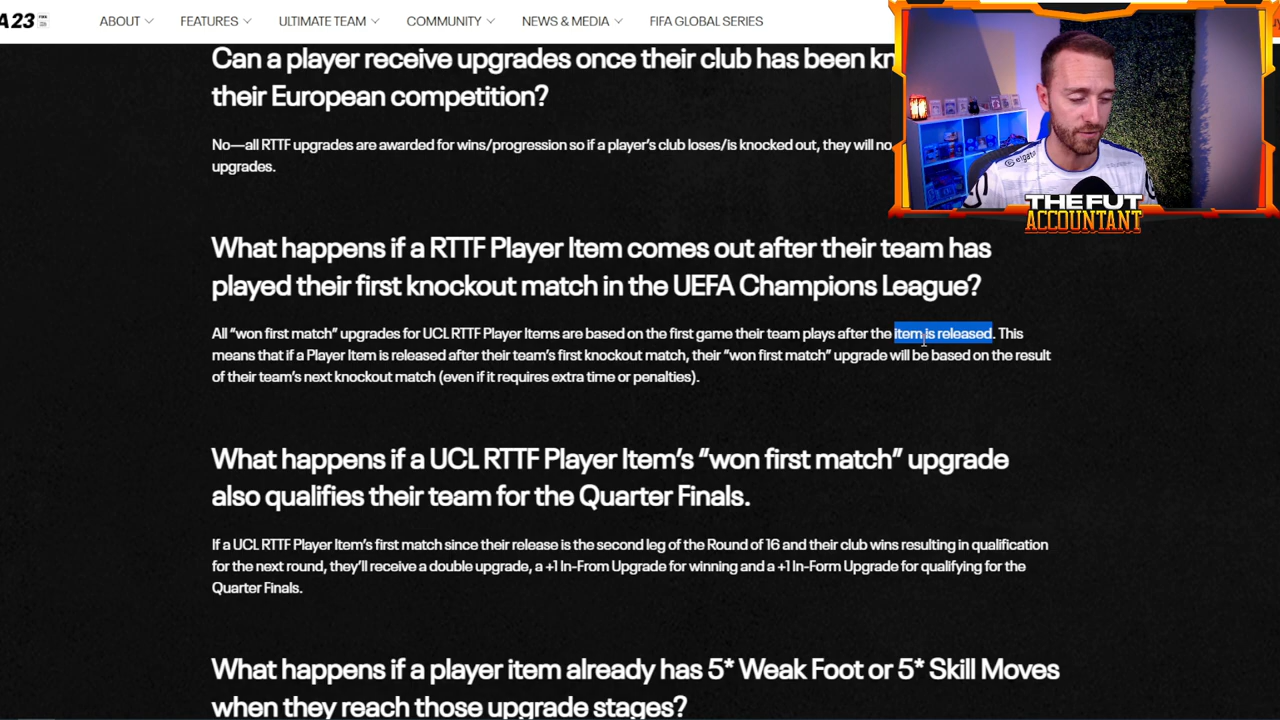 A 23
ABOUT FEATURES ULTIMATE TEAM COMMUNITY NEWS & MEDIA FIFA GLOBAL SERIES
Can a player receive upgrades once their club has been kn
their European competition?
No—all RTTF upgrades are awarded for wins/progression so if a player's club loses/is knocked out, they will no
upgrades.
elgato
THE FUT
ACCOUNTANT
What happens if a RTTF Player Item comes out after their team has
played their first knockout match in the UEFA Champions League?
All “won first match” upgrades for UCL RTTF Player Items are based on the first game their team plays after the item is released. This
means that if a Player Item is released after their team’s first knockout match, their “won first match” upgrade will be based on the result
of their team’s next knockout match (even if it requires extra time or penalties).
What happens if a UCL RTTF Player Item’s “won first match” upgrade
also qualifies their team for the Quarter Finals.
If a UCL RTTF Player Item’s first match since their release is the second leg of the Round of 16 and their club wins resulting in qualification
for the next round, they’ll receive a double upgrade, a +1 In-From Upgrade for winning and a +1 In-Form Upgrade for qualifying for the
Quarter Finals.
What happens if a player item already has 5* Weak Foot or 5* Skill Moves
when they reach those upgrade stages?